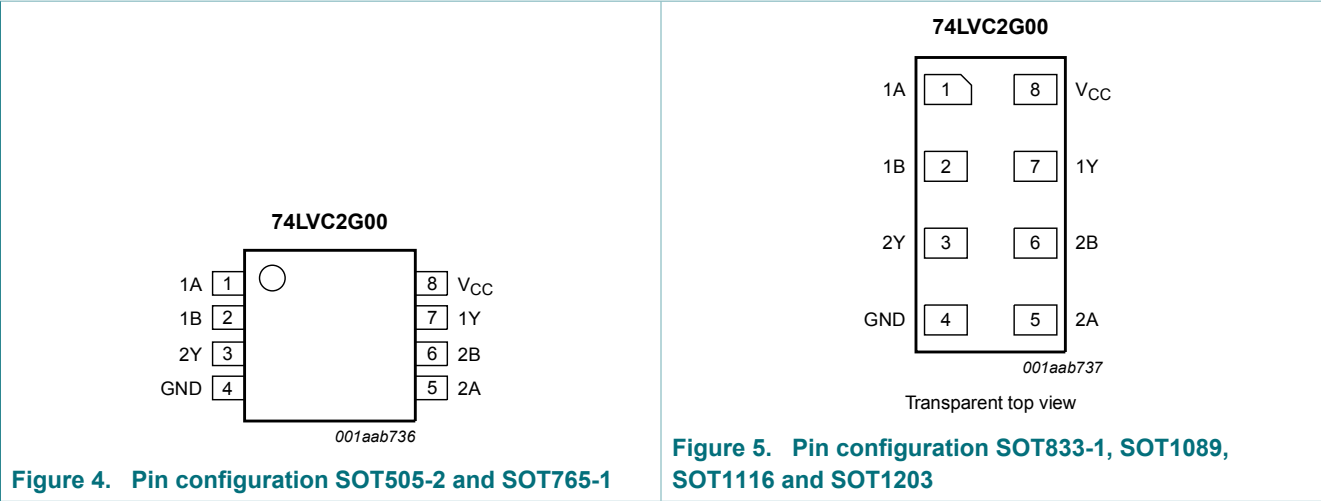 74LVC2G00
1A 1 8 VCC
1B 2 7 1Y
2Y 3 6 2B
GND 4 5 2A
001aab736
Figure 4. Pin configuration SOT505-2 and SOT765-1
74LVC2G00
1A 1 8 VCC
1B 2 7 1Y
2Y 3 6 2B
GND 4 5 2A
001aab737
Transparent top view
Figure 5. Pin configuration SOT833-1, SOT1089,
SOT1116 and SOT1203